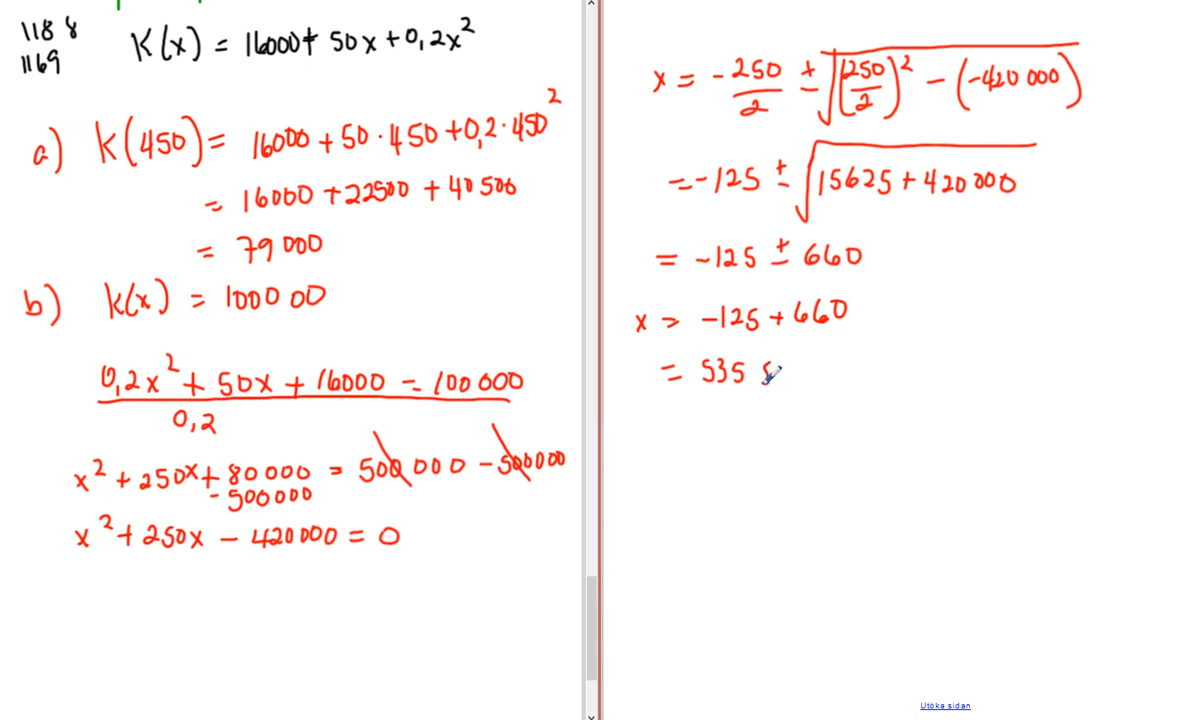 118 8
1169
K(x) = 16000 + 50x + 0,2x²
a) K(450) = 16000 + 50 · 450 + 0,2 · 450²
= 16000 + 22500 + 40500
= 79000
b) K(x) = 100000
0,2x² + 50x + 16000 = 100000
0,2
x² + 250x + 80000 = 500000 - 500000
- 500000
x² + 250x - 420000 = 0
x = - 250/2 ± √((250/2)² - (-420000))
= -125 ± √(15625 + 420000)
= -125 ± 660
x = -125 + 660
= 535 s
Utöka sidan